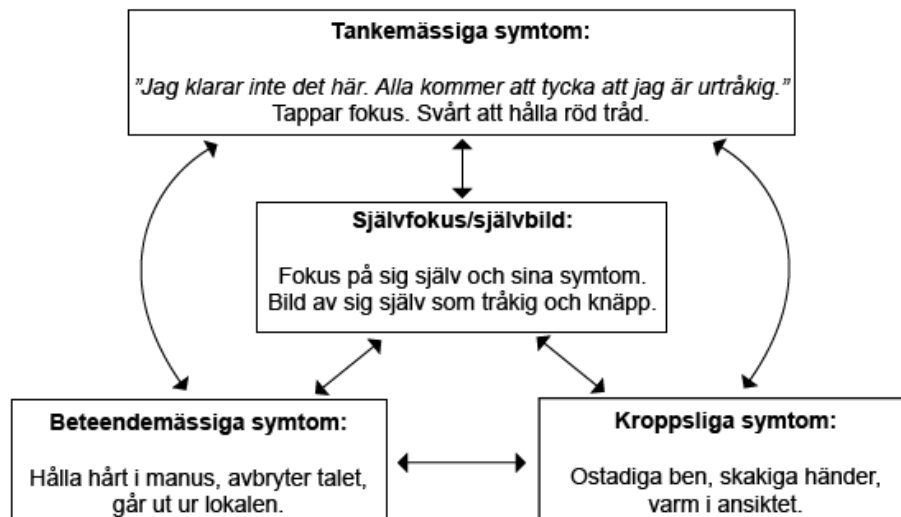 Tankemässiga symtom:
”Jag klarar inte det här. Alla kommer att tycka att jag är urtråkig.”
Tappar fokus. Svårt att hålla röd tråd.
Självfokus/självbild:
Fokus på sig själv och sina symtom.
Bild av sig själv som tråkig och knäpp.
Beteendemässiga symtom:
Hålla hårt i manus, avbryter talet,
går ut ur lokalen.
Kroppsliga symtom:
Ostadiga ben, skakiga händer,
varm i ansiktet.